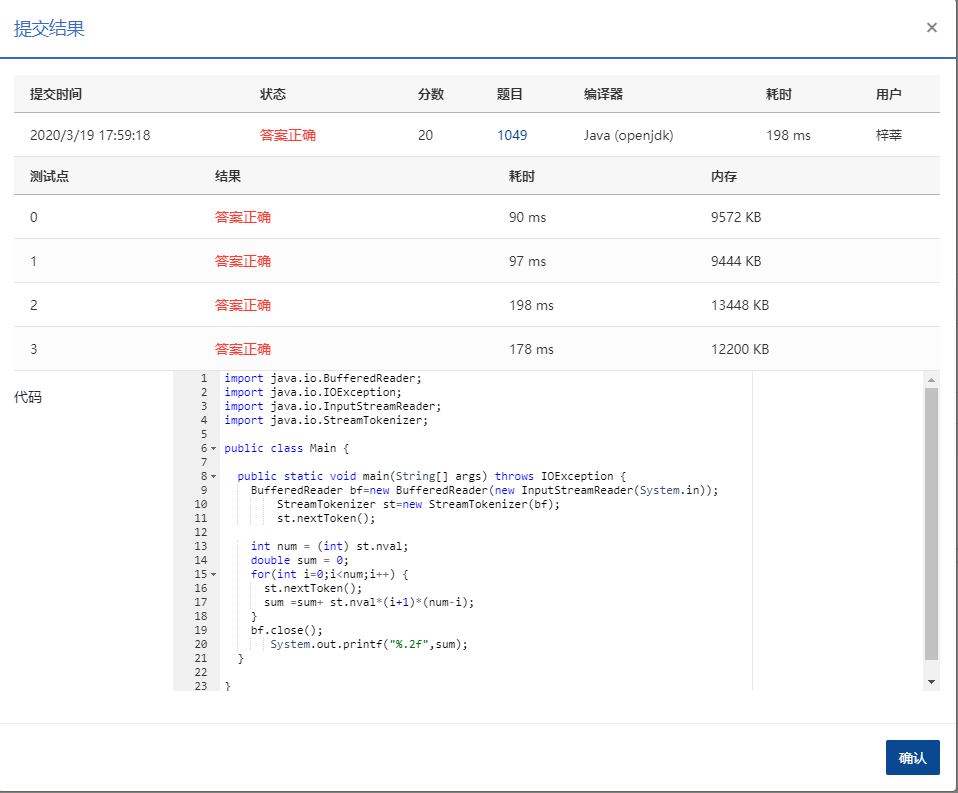 提交结果
×
提交时间 状态 分数 题目 编译器 耗时 用户
2020/3/19 17:59:18 答案正确 20 1049 Java (openjdk) 198 ms 梓莘
测试点 结果 耗时 内存
0 答案正确 90 ms 9572 KB
1 答案正确 97 ms 9444 KB
2 答案正确 198 ms 13448 KB
3 答案正确 178 ms 12200 KB
代码
1 import java.io.BufferedReader;
2 import java.io.IOException;
3 import java.io.InputStreamReader;
4 import java.io.StreamTokenizer;
5
6 public class Main {
7
8 public static void main(String[] args) throws IOException {
9 BufferedReader bf=new BufferedReader(new InputStreamReader(System.in));
10 StreamTokenizer st=new StreamTokenizer(bf);
11 st.nextToken();
12
13 int num = (int) st.nval;
14 double sum = 0;
15 for(int i=0;i<num;i++) {
16 st.nextToken();
17 sum =sum+ st.nval*(i+1)*(num-i);
18 }
19 bf.close();
20 System.out.printf("%.2f",sum);
21 }
22
23 }
确认